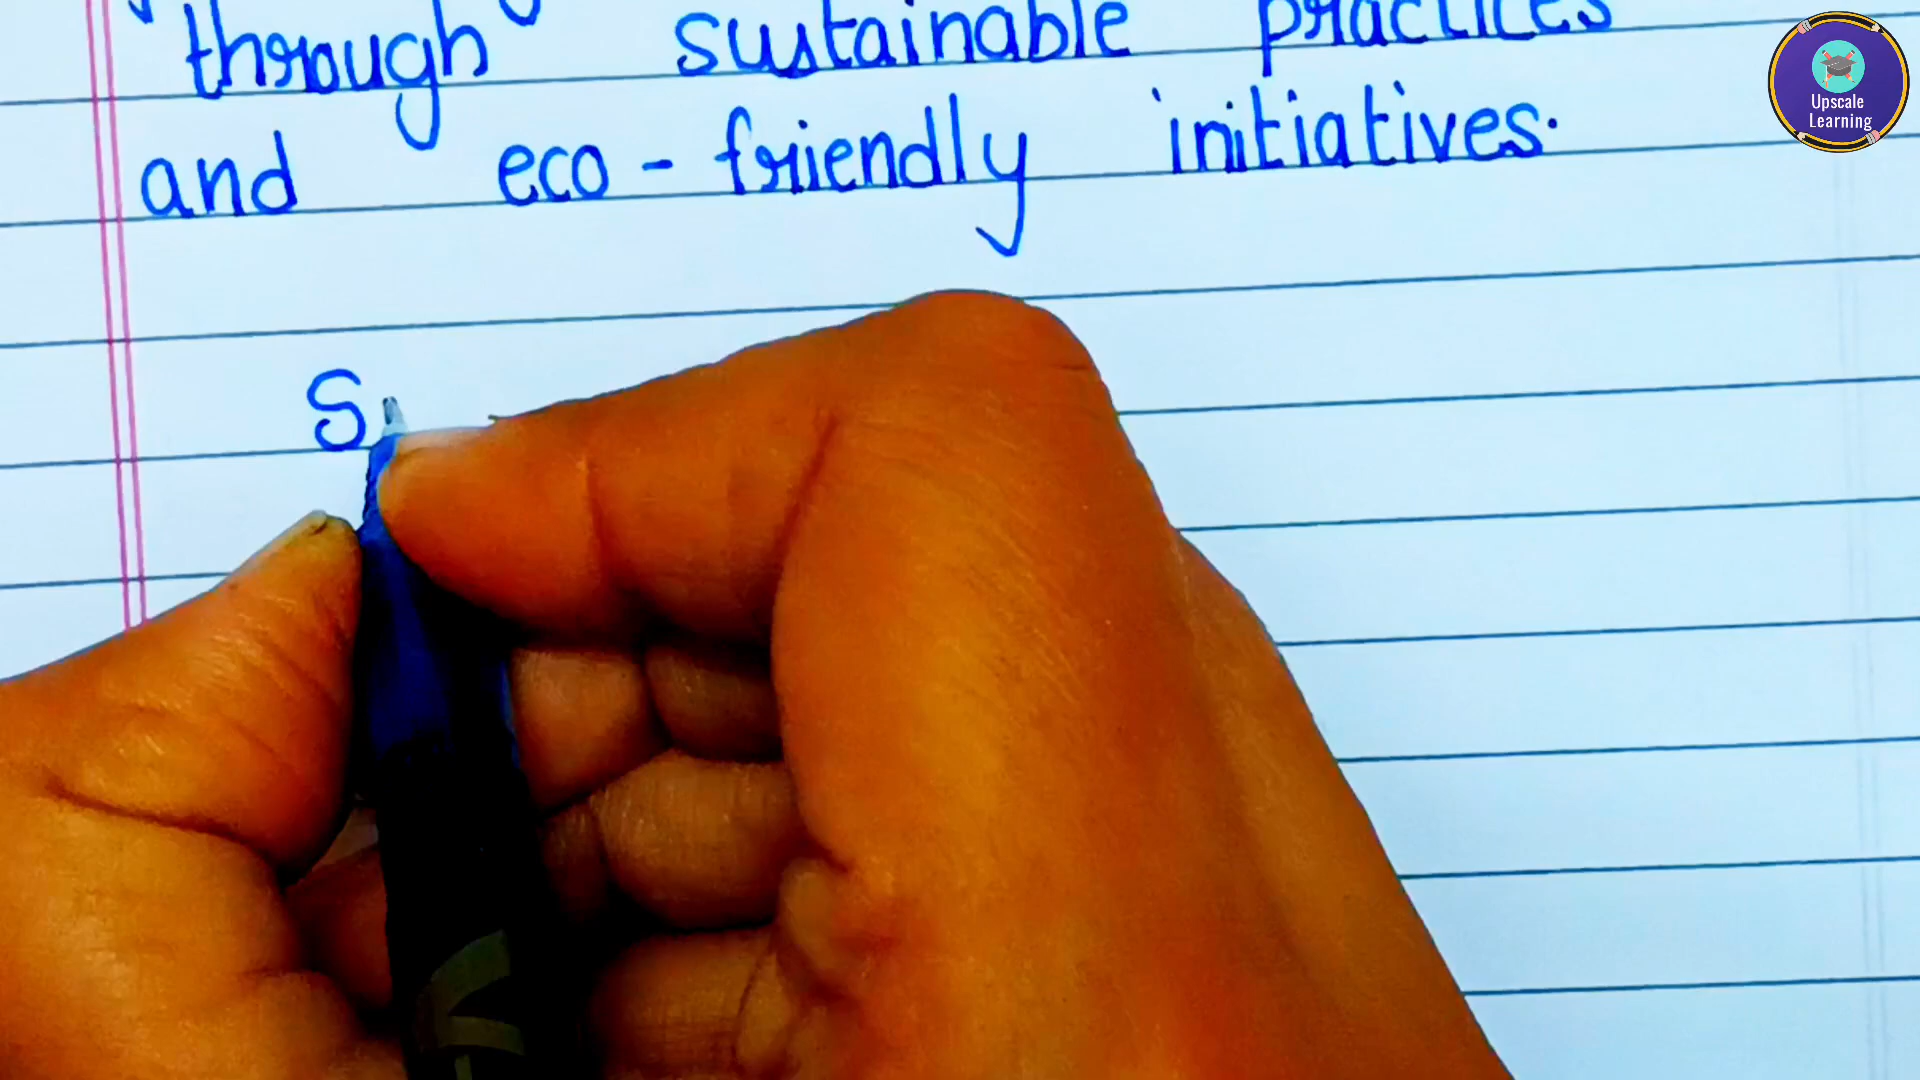 through sustainable practices
and eco-friendly initiatives.
S
Upscale
Learning